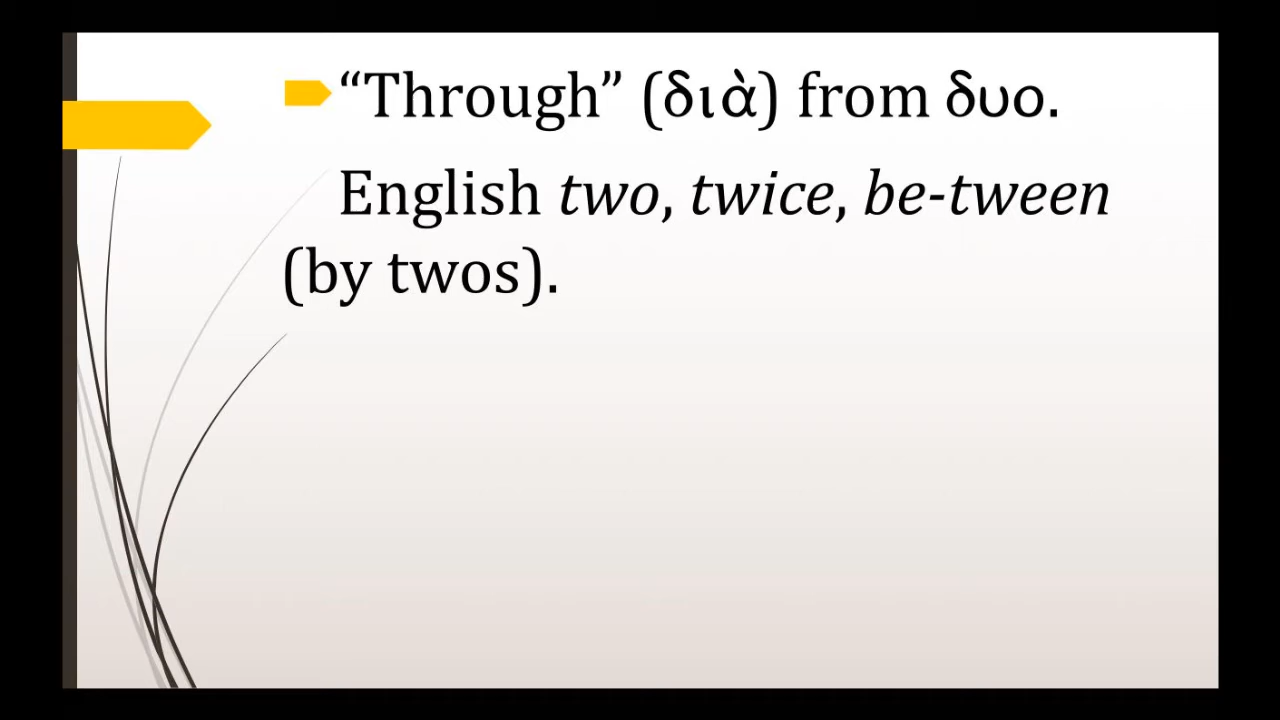 “Through” (διὰ) from δυο.
English two, twice, be-tween
(by twos).